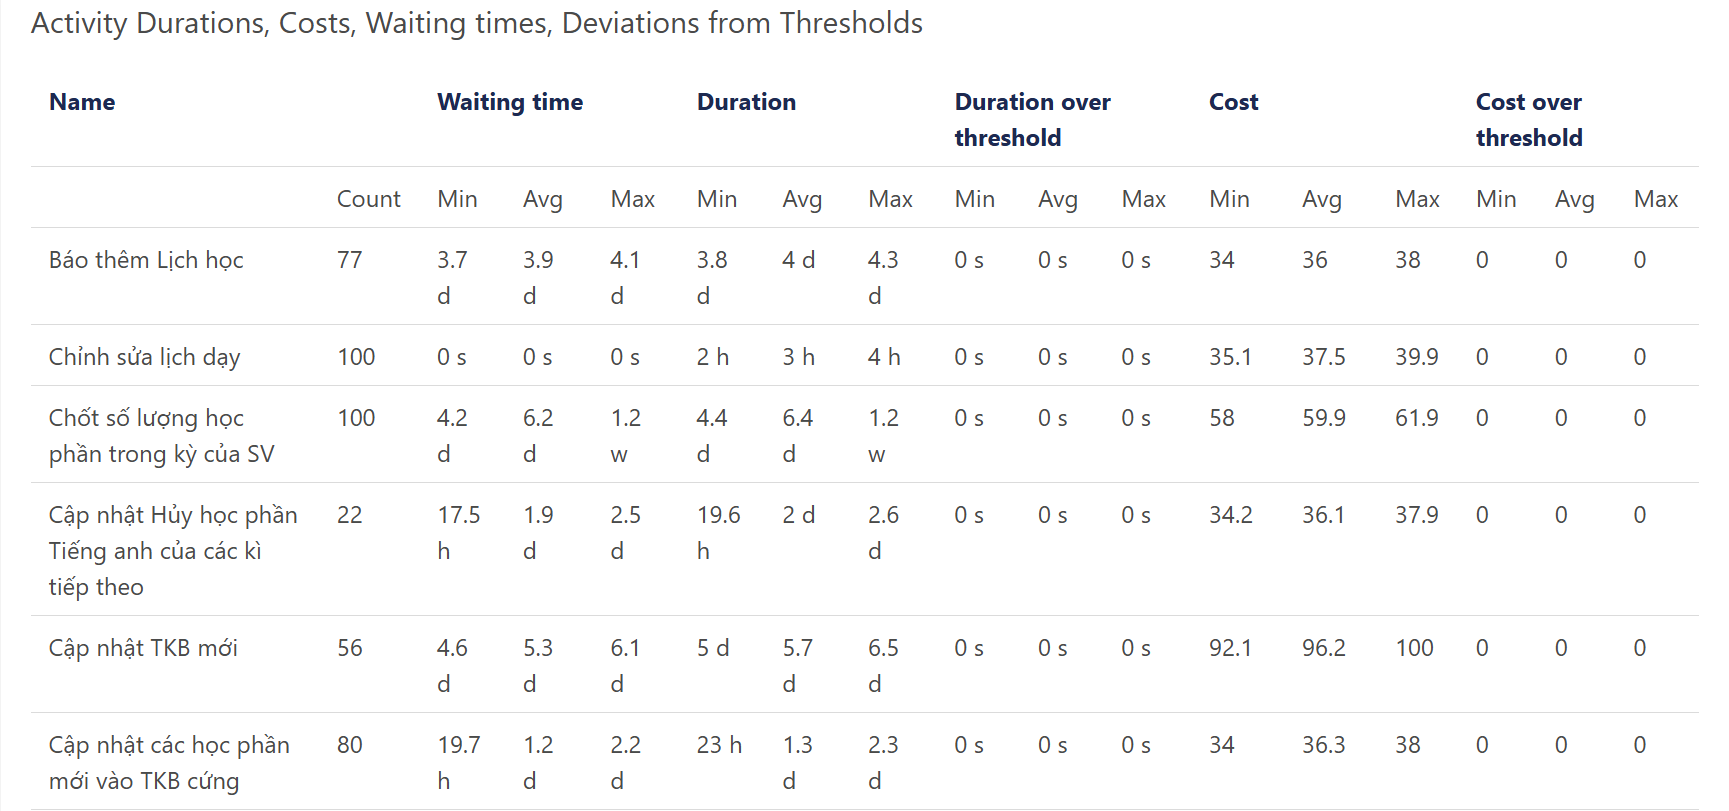 Activity Durations, Costs, Waiting times, Deviations from Thresholds
Name Waiting time Duration Duration over threshold Cost Cost over threshold
Count Min Avg Max Min Avg Max Min Avg Max Min Avg Max Min Avg Max
Báo thêm Lịch học 77 3.7 d 3.9 d 4.1 d 3.8 d 4 d 4.3 d 0 s 0 s 0 s 34 36 38 0 0 0
Chỉnh sửa lịch dạy 100 0 s 0 s 0 s 2 h 3 h 4 h 0 s 0 s 0 s 35.1 37.5 39.9 0 0 0
Chốt số lượng học phần trong kỳ của SV 100 4.2 d 6.2 d 1.2 w 4.4 d 6.4 d 1.2 w 0 s 0 s 0 s 58 59.9 61.9 0 0 0
Cập nhật Hủy học phần Tiếng anh của các kì tiếp theo 22 17.5 h 1.9 d 2.5 d 19.6 h 2 d 2.6 d 0 s 0 s 0 s 34.2 36.1 37.9 0 0 0
Cập nhật TKB mới 56 4.6 d 5.3 d 6.1 d 5 d 5.7 d 6.5 d 0 s 0 s 0 s 92.1 96.2 100 0 0 0
Cập nhật các học phần mới vào TKB cứng 80 19.7 h 1.2 d 2.2 d 23 h 1.3 d 2.3 d 0 s 0 s 0 s 34 36.3 38 0 0 0